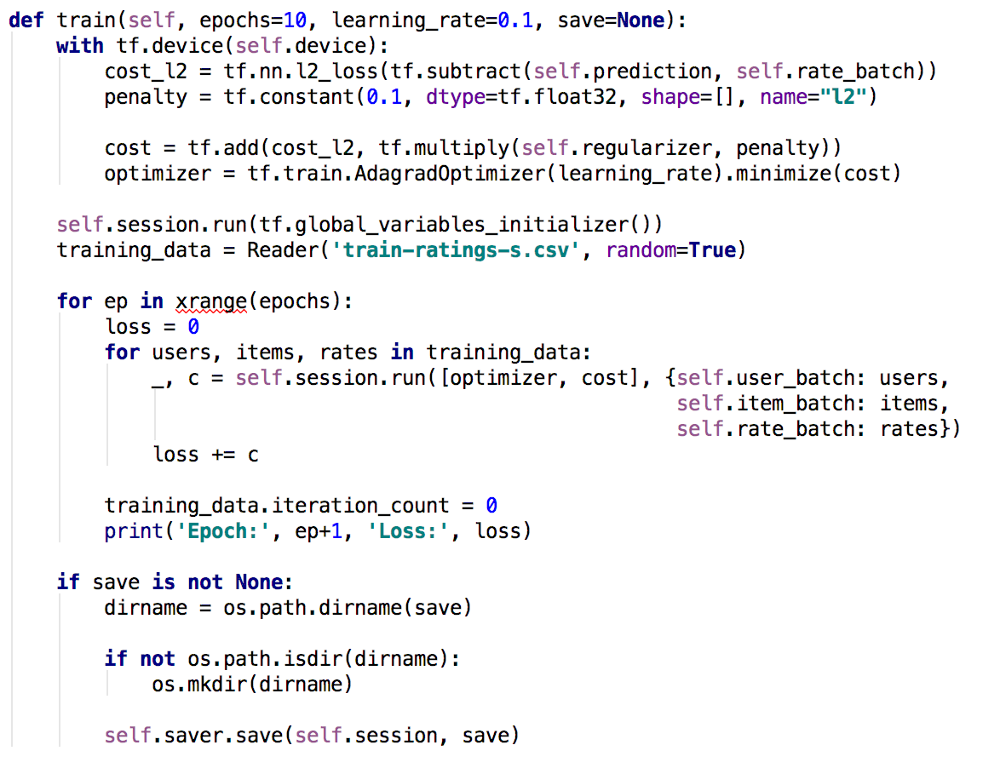 def train(self, epochs=10, learning_rate=0.1, save=None):
    with tf.device(self.device):
        cost_l2 = tf.nn.l2_loss(tf.subtract(self.prediction, self.rate_batch))
        penalty = tf.constant(0.1, dtype=tf.float32, shape=[], name="l2")

        cost = tf.add(cost_l2, tf.multiply(self.regularizer, penalty))
        optimizer = tf.train.AdagradOptimizer(learning_rate).minimize(cost)

    self.session.run(tf.global_variables_initializer())
    training_data = Reader('train-ratings-s.csv', random=True)

    for ep in xrange(epochs):
        loss = 0
        for users, items, rates in training_data:
            _, c = self.session.run([optimizer, cost], {self.user_batch: users,
                                                        self.item_batch: items,
                                                        self.rate_batch: rates})
            loss += c

        training_data.iteration_count = 0
        print('Epoch:', ep+1, 'Loss:', loss)

    if save is not None:
        dirname = os.path.dirname(save)

        if not os.path.isdir(dirname):
            os.mkdir(dirname)

        self.saver.save(self.session, save)